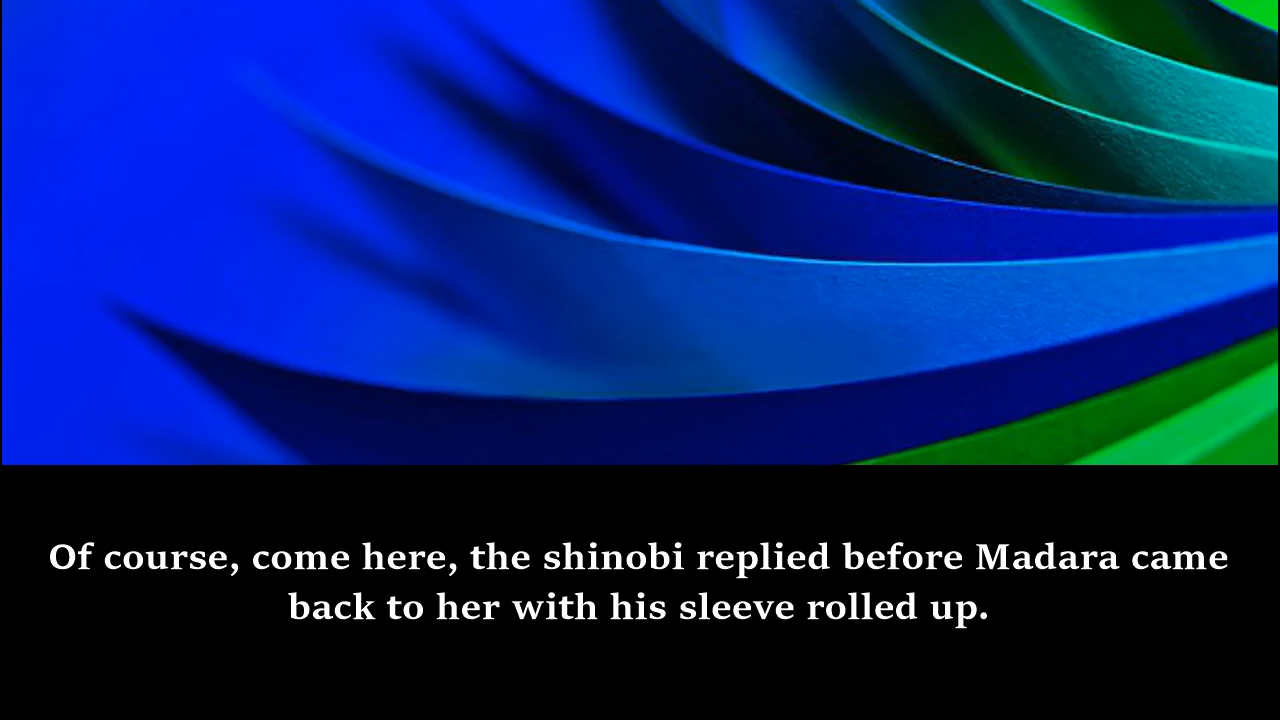 Of course, come here, the shinobi replied before Madara came
back to her with his sleeve rolled up.